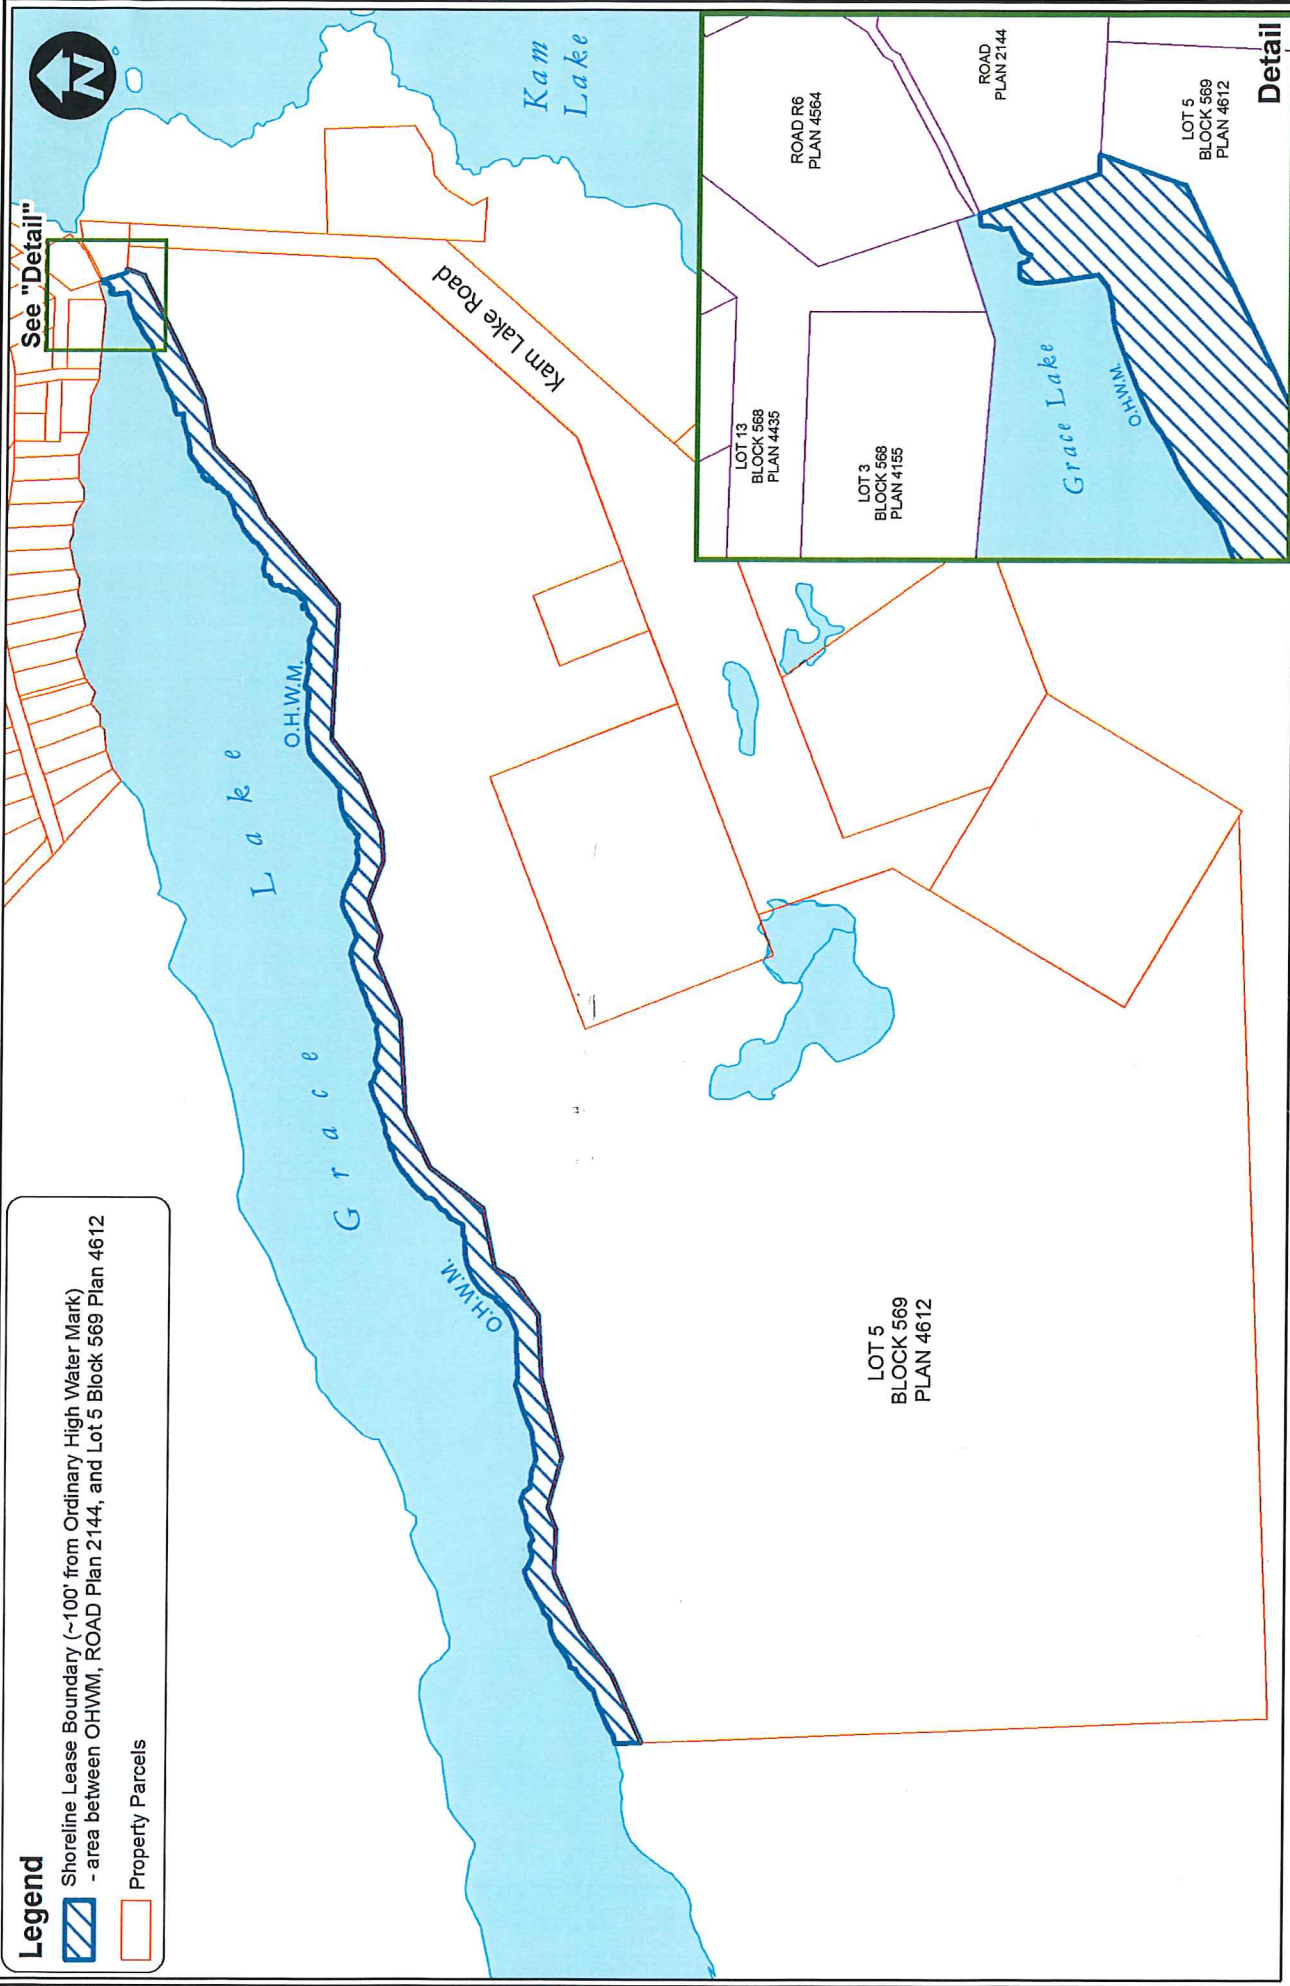 Legend
Shoreline Lease Boundary (~100' from Ordinary High Water Mark)
- area between OHWM, ROAD Plan 2144, and Lot 5 Block 569 Plan 4612
Property Parcels
See "Detail"
N
Kam
Lake
Kam Lake Road
Grace Lake
O.H.W.M.
O.H.W.M.
LOT 5
BLOCK 569
PLAN 4612
ROAD R6
PLAN 4564
ROAD
PLAN 2144
LOT 13
BLOCK 568
PLAN 4435
LOT 3
BLOCK 568
PLAN 4155
Grace Lake
O.H.W.M.
LOT 5
BLOCK 569
PLAN 4612
Detail